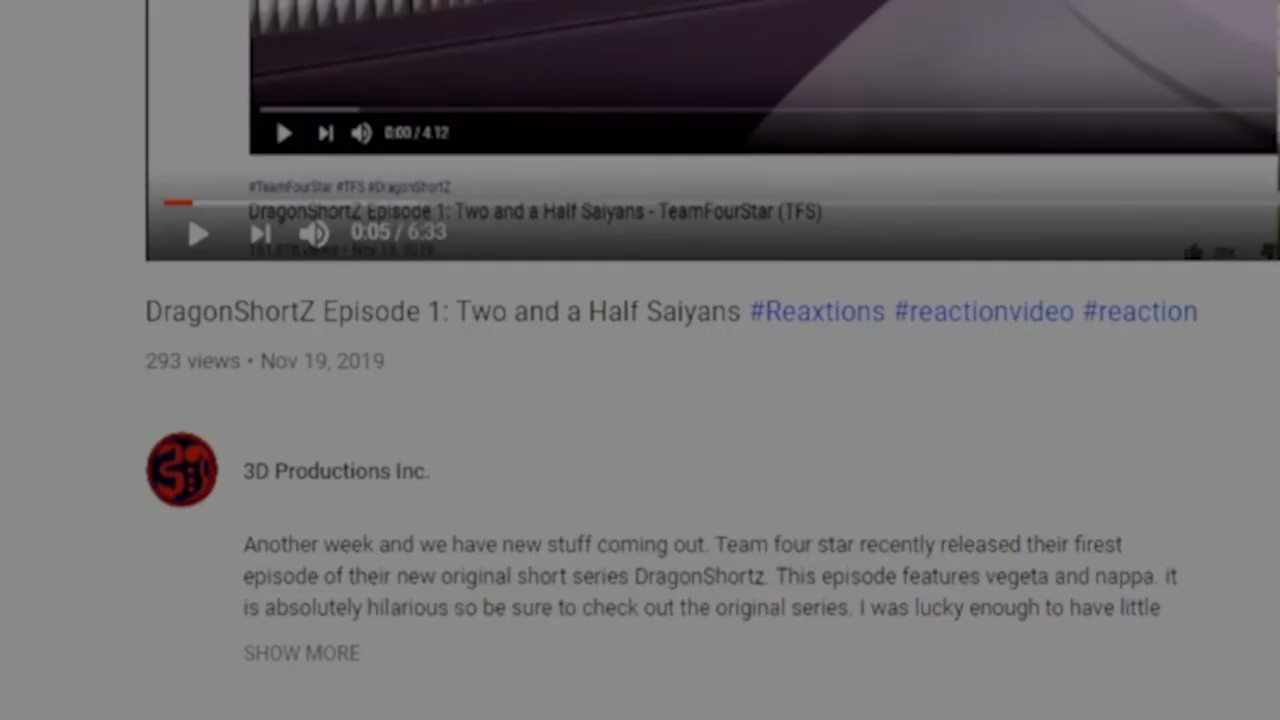 0:00 / 4:12
#TeamFourStar #TFS #DragonShortZ
DragonShortZ Episode 1: Two and a Half Saiyans - TeamFourStar (TFS)
0:05 / 6:33
DragonShortZ Episode 1: Two and a Half Saiyans #Reaxtions #reactionvideo #reaction
293 views • Nov 19, 2019
3D Productions Inc.
Another week and we have new stuff coming out. Team four star recently released their firest
episode of their new original short series DragonShortz. This episode features vegeta and nappa. it
is absolutely hilarious so be sure to check out the original series. I was lucky enough to have little
SHOW MORE